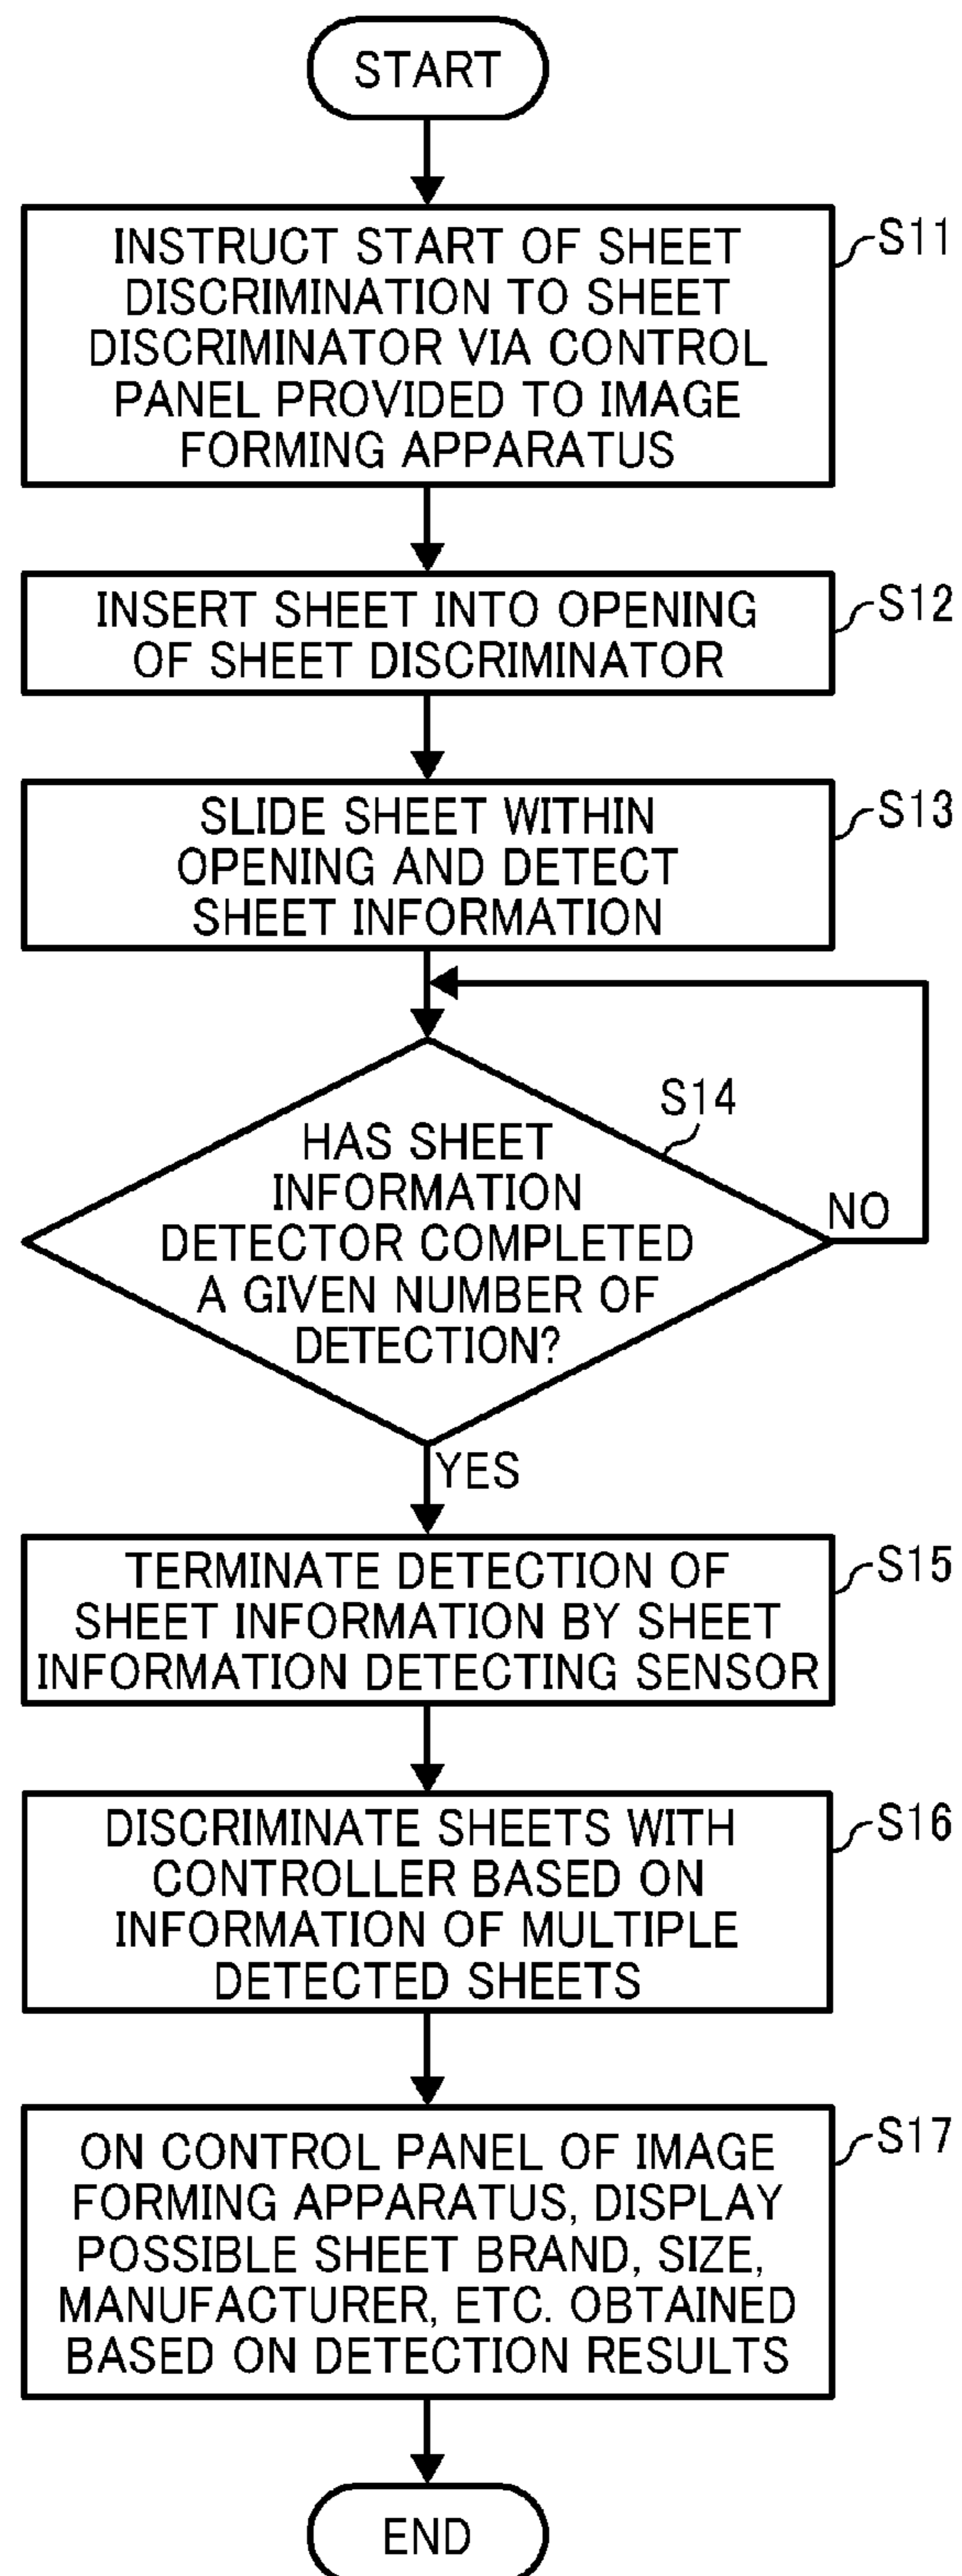 START
INSTRUCT START OF SHEET
DISCRIMINATION TO SHEET
DISCRIMINATOR VIA CONTROL
PANEL PROVIDED TO IMAGE
FORMING APPARATUS
S11
INSERT SHEET INTO OPENING
OF SHEET DISCRIMINATOR
S12
SLIDE SHEET WITHIN
OPENING AND DETECT
SHEET INFORMATION
S13
S14
HAS SHEET
INFORMATION
DETECTOR COMPLETED
A GIVEN NUMBER OF
DETECTION?
NO
YES
TERMINATE DETECTION OF
SHEET INFORMATION BY SHEET
INFORMATION DETECTING SENSOR
S15
DISCRIMINATE SHEETS WITH
CONTROLLER BASED ON
INFORMATION OF MULTIPLE
DETECTED SHEETS
S16
ON CONTROL PANEL OF IMAGE
FORMING APPARATUS, DISPLAY
POSSIBLE SHEET BRAND, SIZE,
MANUFACTURER, ETC. OBTAINED
BASED ON DETECTION RESULTS
S17
END